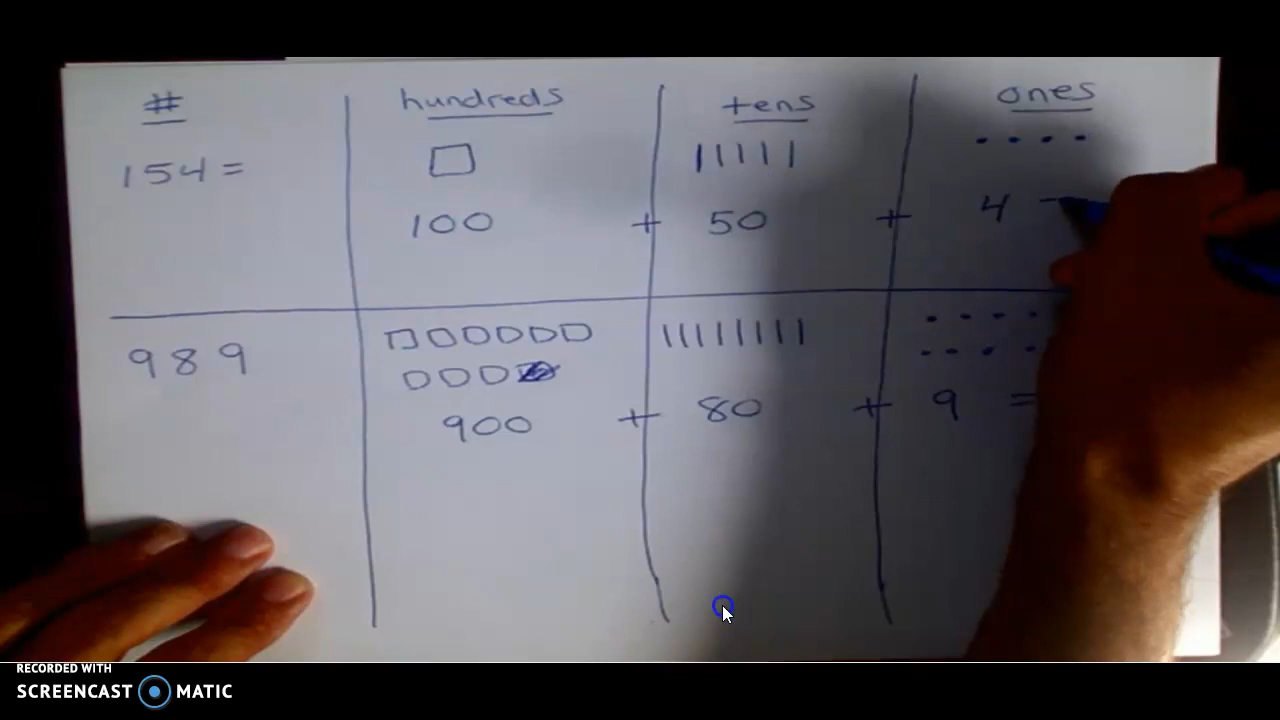 # hundreds tens ones
154 =
100 + 50 + 4
989
900 + 80 + 9 =
RECORDED WITH
SCREENCAST MATIC